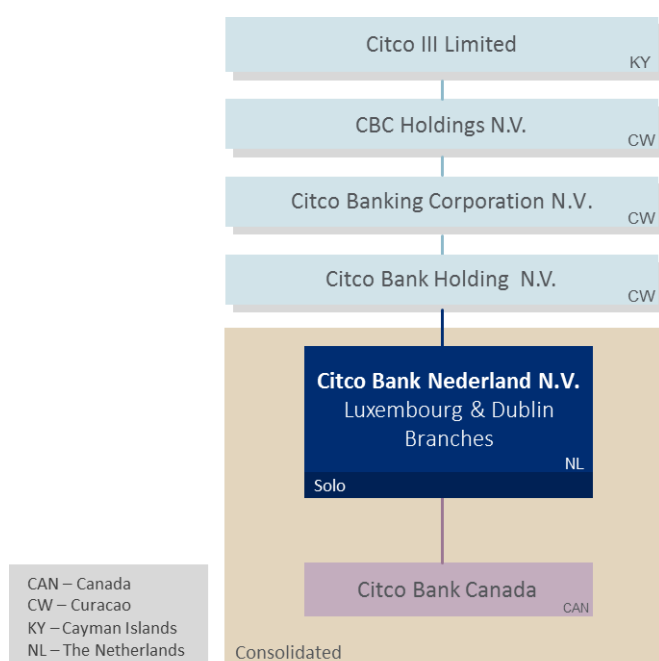 Citco III Limited
KY
CBC Holdings N.V.
CW
Citco Banking Corporation N.V.
CW
Citco Bank Holding N.V.
CW
Citco Bank Nederland N.V.
Luxembourg & Dublin
Branches
NL
Solo
Citco Bank Canada
CAN
Consolidated
CAN – Canada
CW – Curacao
KY – Cayman Islands
NL – The Netherlands